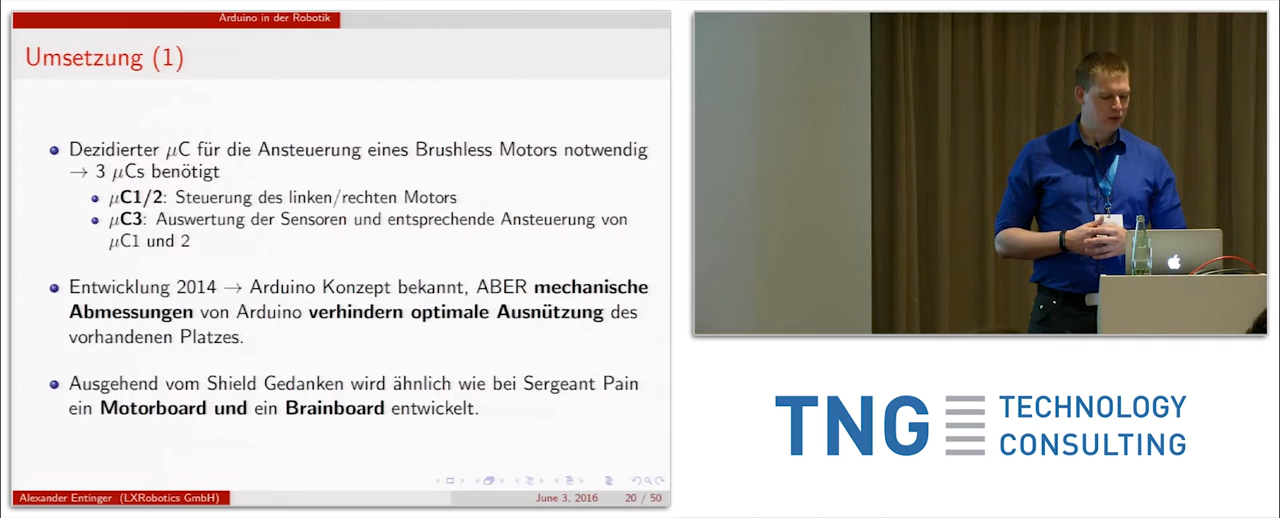 Arduino in der Robotik
Umsetzung (1)
Dezidierter μC für die Ansteuerung eines Brushless Motors notwendig
→ 3 μCs benötigt
μC1/2: Steuerung des linken/rechten Motors
μC3: Auswertung der Sensoren und entsprechende Ansteuerung von
μC1 und 2
Entwicklung 2014 → Arduino Konzept bekannt, ABER mechanische
Abmessungen von Arduino verhindern optimale Ausnützung des
vorhandenen Platzes.
Ausgehend vom Shield Gedanken wird ähnlich wie bei Sergeant Pain
ein Motorboard und ein Brainboard entwickelt.
Alexander Entinger (LXRobotics GmbH)
June 3, 2016
20 / 50
TNG TECHNOLOGY
CONSULTING